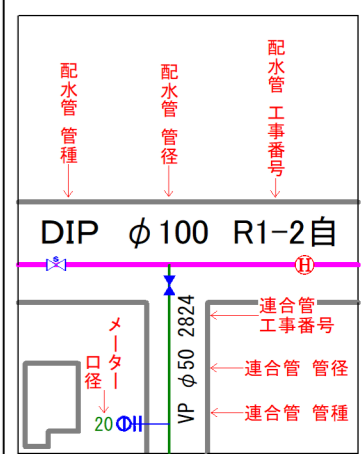 配水管 管種
配水管 管径
配水管 工事番号
DIP φ100 R1-2自
S
H
VP φ50 2824
連合管
工事番号
連合管 管径
連合管 管種
メーター
口径
20